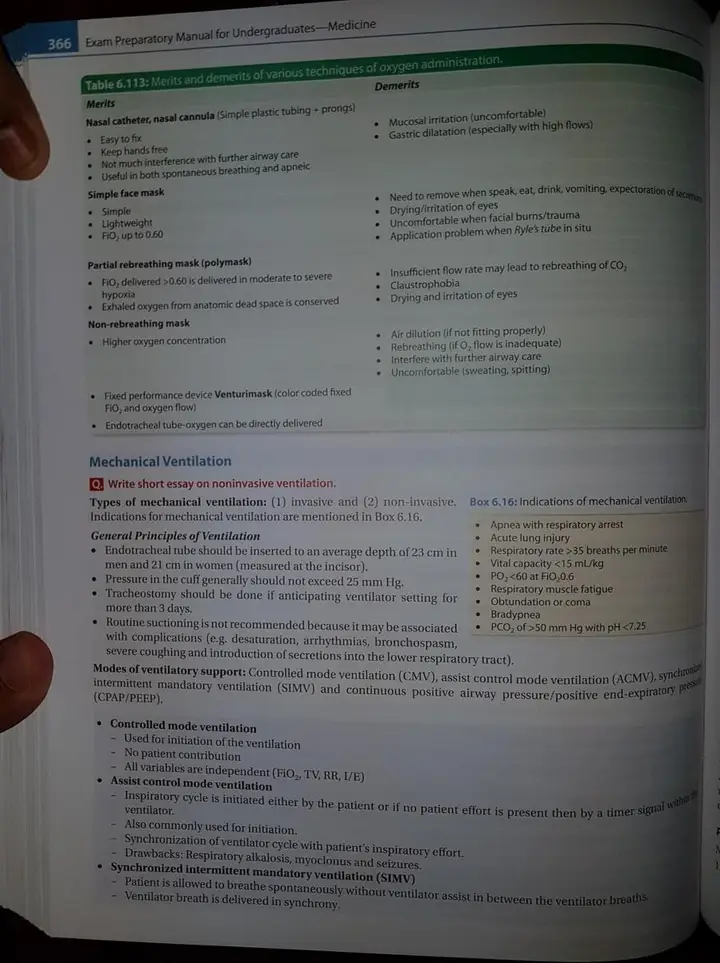 366 Exam Preparatory Manual for Undergraduates—Medicine
Table 6.113: Merits and demerits of various techniques of oxygen administration.
Merits
Demerits
Nasal catheter, nasal cannula (Simple plastic tubing + prongs)
• Easy to fix
• Keep hands free
• Not much interference with further airway care
• Useful in both spontaneous breathing and apneic
• Mucosal irritation (uncomfortable)
• Gastric dilatation (especially with high flows)
Simple face mask
• Simple
• Lightweight
• FiO₂ up to 0.60
• Need to remove when speak, eat, drink, vomiting, expectoration of secretions
• Drying/irritation of eyes
• Uncomfortable when facial burns/trauma
• Application problem when Ryle's tube in situ
Partial rebreathing mask (polymask)
• FiO₂ delivered >0.60 is delivered in moderate to severe
hypoxia
• Exhaled oxygen from anatomic dead space is conserved
• Insufficient flow rate may lead to rebreathing of CO₂
• Claustrophobia
• Drying and irritation of eyes
Non-rebreathing mask
• Higher oxygen concentration
• Air dilution (if not fitting properly)
• Rebreathing (if O₂ flow is inadequate)
• Interfere with further airway care
• Uncomfortable (sweating, spitting)
• Fixed performance device Venturimask (color coded fixed
FiO₂ and oxygen flow)
• Endotracheal tube-oxygen can be directly delivered
Mechanical Ventilation
Q. Write short essay on noninvasive ventilation.
Types of mechanical ventilation: (1) invasive and (2) non-invasive.
Indications for mechanical ventilation are mentioned in Box 6.16.
General Principles of Ventilation
• Endotracheal tube should be inserted to an average depth of 23 cm in
men and 21 cm in women (measured at the incisor).
• Pressure in the cuff generally should not exceed 25 mm Hg.
• Tracheostomy should be done if anticipating ventilator setting for
more than 3 days.
• Routine suctioning is not recommended because it may be associated
with complications (e.g. desaturation, arrhythmias, bronchospasm,
severe coughing and introduction of secretions into the lower respiratory tract).
Box 6.16: Indications of mechanical ventilation.
• Apnea with respiratory arrest
• Acute lung injury
• Respiratory rate >35 breaths per minute
• Vital capacity <15 mL/kg
• PO₂<60 at FiO₂0.6
• Respiratory muscle fatigue
• Obtundation or coma
• Bradypnea
• PCO₂ of >50 mm Hg with pH <7.25
Modes of ventilatory support: Controlled mode ventilation (CMV), assist control mode ventilation (ACMV), synchronized
intermittent mandatory ventilation (SIMV) and continuous positive airway pressure/positive end-expiratory pressure
(CPAP/PEEP).
• Controlled mode ventilation
– Used for initiation of the ventilation
– No patient contribution
– All variables are independent (FiO₂, TV, RR, I/E)
• Assist control mode ventilation
– Inspiratory cycle is initiated either by the patient or if no patient effort is present then by a timer signal within the
ventilator.
– Also commonly used for initiation.
– Synchronization of ventilator cycle with patient's inspiratory effort.
– Drawbacks: Respiratory alkalosis, myoclonus and seizures.
• Synchronized intermittent mandatory ventilation (SIMV)
– Patient is allowed to breathe spontaneously without ventilator assist in between the ventilator breaths.
– Ventilator breath is delivered in synchrony.